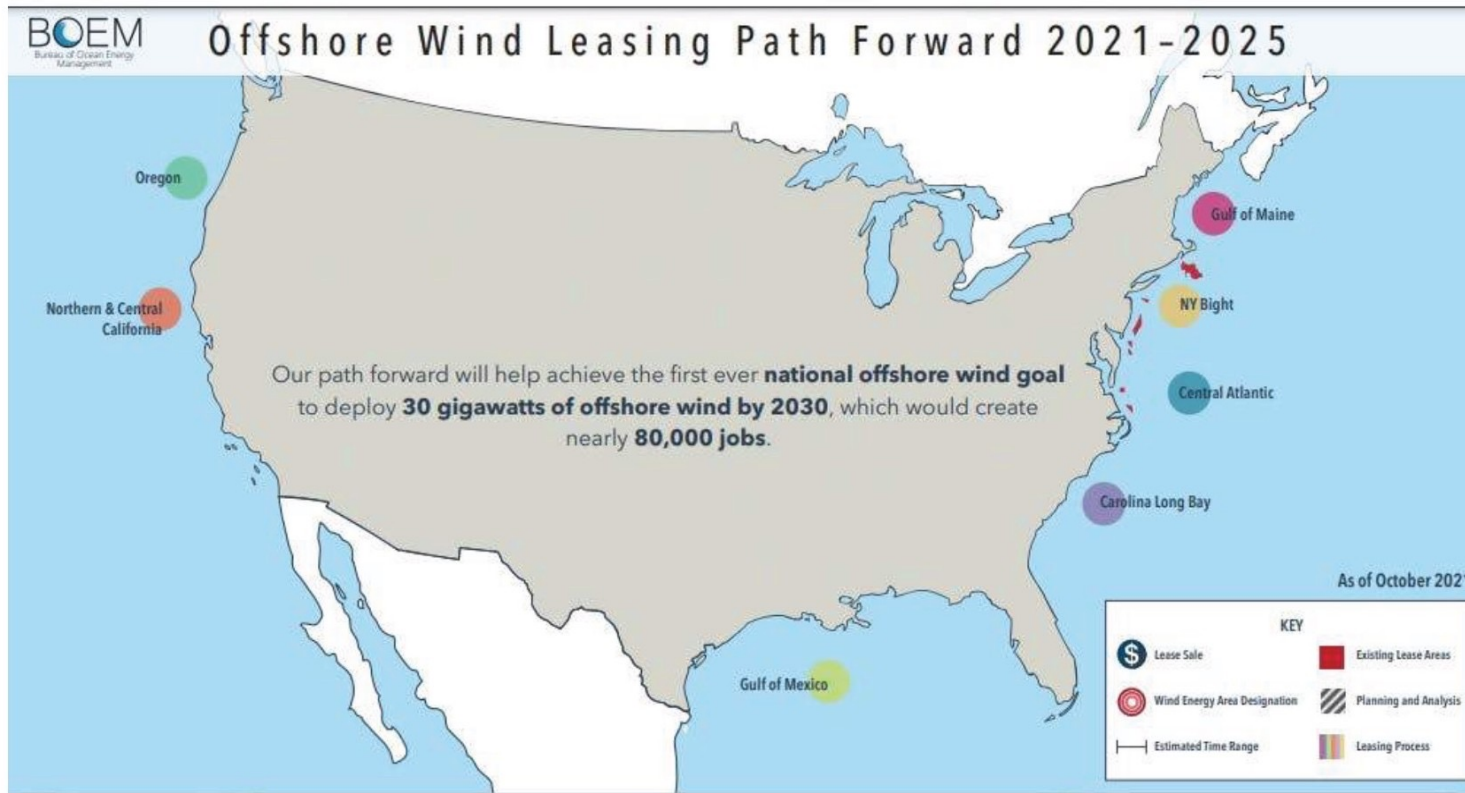 BOEM
Bureau of Ocean Energy
Management
Offshore Wind Leasing Path Forward 2021–2025
Oregon
Gulf of Maine
Northern & Central
California
NY Bight
Our path forward will help achieve the first ever national offshore wind goal
to deploy 30 gigawatts of offshore wind by 2030, which would create
nearly 80,000 jobs.
Central Atlantic
Carolina Long Bay
Gulf of Mexico
As of October 2021
KEY
$ Lease Sale
Existing Lease Areas
Wind Energy Area Designation
Planning and Analysis
Estimated Time Range
Leasing Process